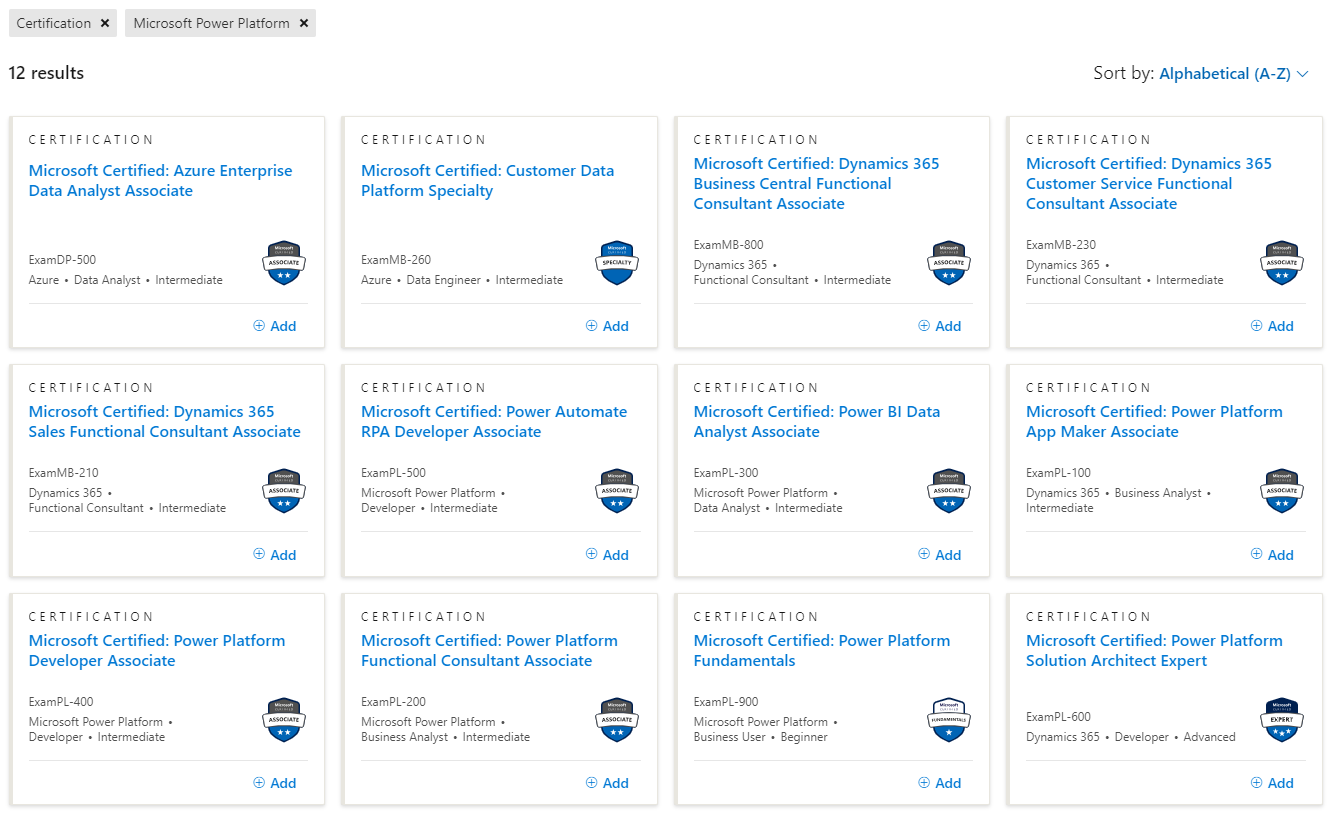 Certification ×
Microsoft Power Platform ×
12 results
Sort by: Alphabetical (A-Z)
CERTIFICATION
Microsoft Certified: Azure Enterprise
Data Analyst Associate
ExamDP-500
Azure • Data Analyst • Intermediate
Microsoft
CERTIFIED
ASSOCIATE
Add
CERTIFICATION
Microsoft Certified: Customer Data
Platform Specialty
ExamMB-260
Azure • Data Engineer • Intermediate
Microsoft
CERTIFIED
SPECIALTY
Add
CERTIFICATION
Microsoft Certified: Dynamics 365
Business Central Functional
Consultant Associate
ExamMB-800
Dynamics 365 •
Functional Consultant • Intermediate
Microsoft
CERTIFIED
ASSOCIATE
Add
CERTIFICATION
Microsoft Certified: Dynamics 365
Customer Service Functional
Consultant Associate
ExamMB-230
Dynamics 365 •
Functional Consultant • Intermediate
Microsoft
CERTIFIED
ASSOCIATE
Add
CERTIFICATION
Microsoft Certified: Dynamics 365
Sales Functional Consultant Associate
ExamMB-210
Dynamics 365 •
Functional Consultant • Intermediate
Microsoft
CERTIFIED
ASSOCIATE
Add
CERTIFICATION
Microsoft Certified: Power Automate
RPA Developer Associate
ExamPL-500
Microsoft Power Platform •
Developer • Intermediate
Microsoft
CERTIFIED
ASSOCIATE
Add
CERTIFICATION
Microsoft Certified: Power BI Data
Analyst Associate
ExamPL-300
Microsoft Power Platform •
Data Analyst • Intermediate
Microsoft
CERTIFIED
ASSOCIATE
Add
CERTIFICATION
Microsoft Certified: Power Platform
App Maker Associate
ExamPL-100
Dynamics 365 • Business Analyst •
Intermediate
Microsoft
CERTIFIED
ASSOCIATE
Add
CERTIFICATION
Microsoft Certified: Power Platform
Developer Associate
ExamPL-400
Microsoft Power Platform •
Developer • Intermediate
Microsoft
CERTIFIED
ASSOCIATE
Add
CERTIFICATION
Microsoft Certified: Power Platform
Functional Consultant Associate
ExamPL-200
Microsoft Power Platform •
Business Analyst • Intermediate
Microsoft
CERTIFIED
ASSOCIATE
Add
CERTIFICATION
Microsoft Certified: Power Platform
Fundamentals
ExamPL-900
Microsoft Power Platform •
Business User • Beginner
Microsoft
CERTIFIED
FUNDAMENTALS
Add
CERTIFICATION
Microsoft Certified: Power Platform
Solution Architect Expert
ExamPL-600
Dynamics 365 • Developer • Advanced
Microsoft
CERTIFIED
EXPERT
Add